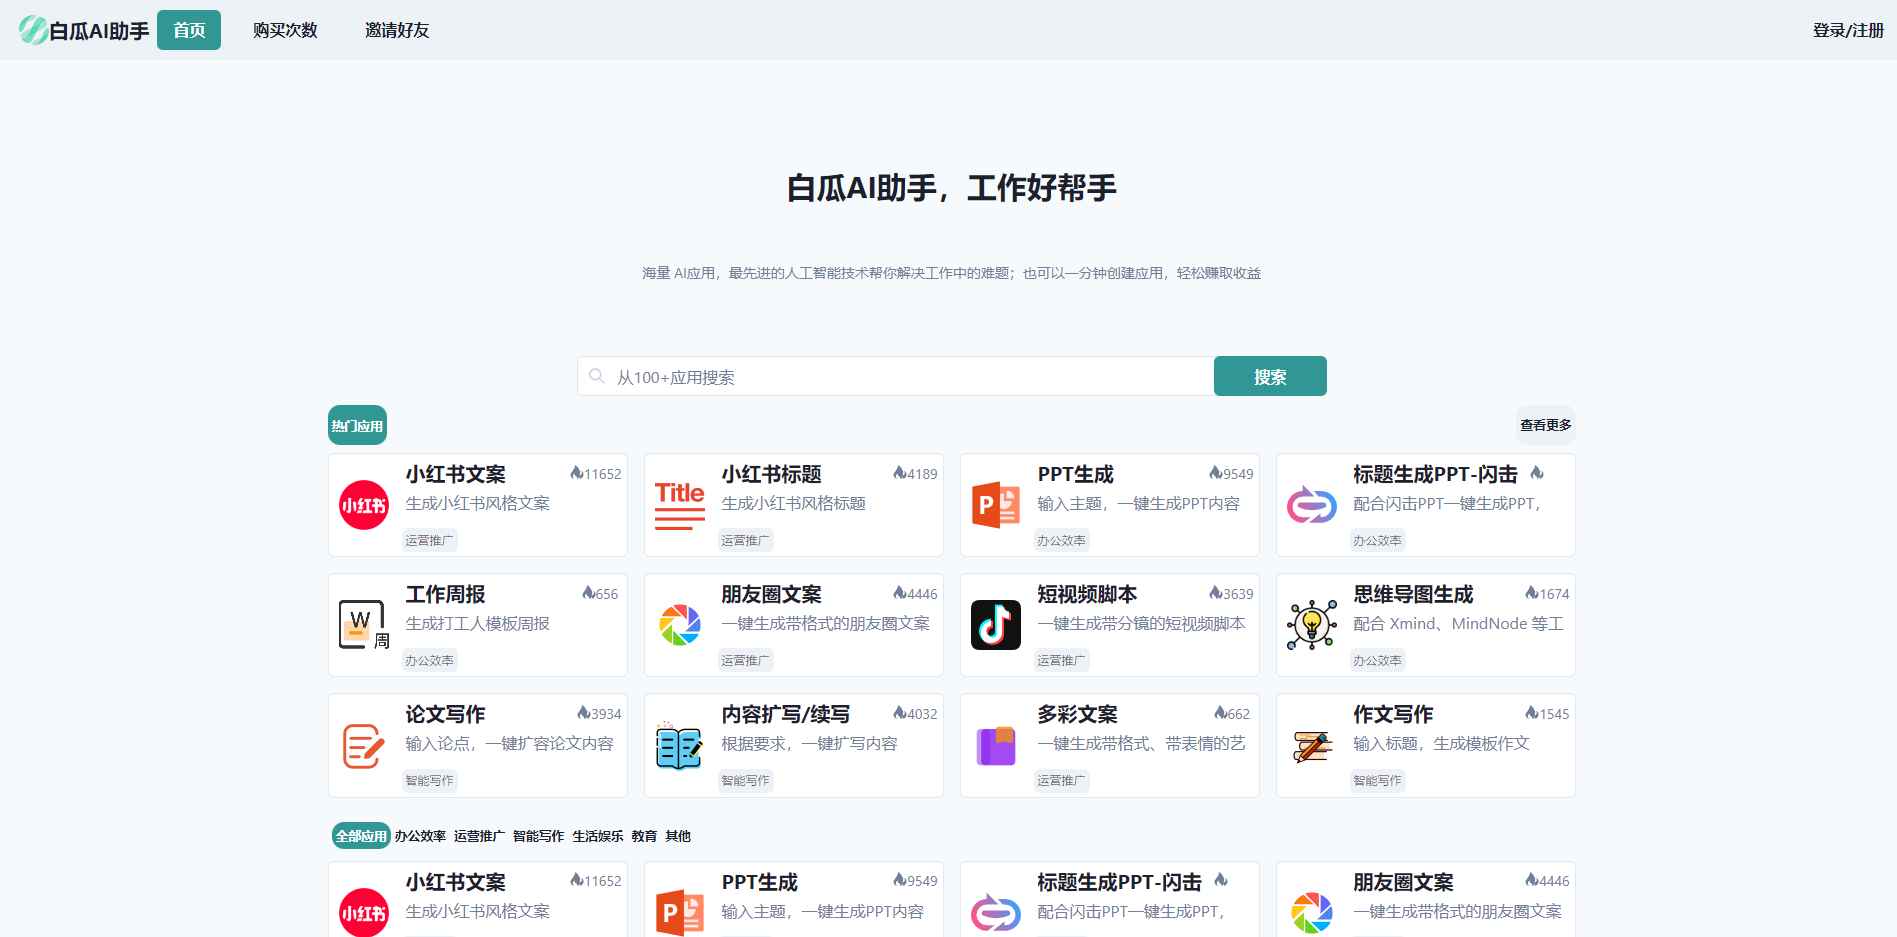 白瓜AI助手 首页 购买次数 邀请好友 登录/注册
白瓜AI助手，工作好帮手
海量 AI应用，最先进的人工智能技术帮你解决工作中的难题；也可以一分钟创建应用，轻松赚取收益
从100+应用搜索 搜索
热门应用 查看更多
小红书
小红书文案 11652
生成小红书风格文案
运营推广
Title
小红书标题 4189
生成小红书风格标题
运营推广
P
PPT生成 9549
输入主题，一键生成PPT内容
办公效率
标题生成PPT-闪击
配合闪击PPT一键生成PPT，
办公效率
W
周
工作周报 656
生成打工人模板周报
办公效率
朋友圈文案 4446
一键生成带格式的朋友圈文案
运营推广
短视频脚本 3639
一键生成带分镜的短视频脚本
运营推广
思维导图生成 1674
配合 Xmind、MindNode 等工
办公效率
论文写作 3934
输入论点，一键扩容论文内容
智能写作
内容扩写/续写 4032
根据要求，一键扩写内容
智能写作
多彩文案 662
一键生成带格式、带表情的艺
运营推广
作文写作 1545
输入标题，生成模板作文
智能写作
全部应用 办公效率 运营推广 智能写作 生活娱乐 教育 其他
小红书
小红书文案 11652
生成小红书风格文案
P
PPT生成 9549
输入主题，一键生成PPT内容
标题生成PPT-闪击
配合闪击PPT一键生成PPT，
朋友圈文案 4446
一键生成带格式的朋友圈文案